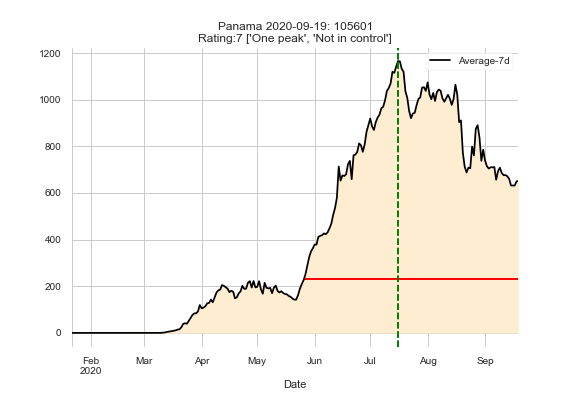 Panama 2020-09-19: 105601
Rating:7 ['One peak', 'Not in control']
Average-7d
1200
1000
800
600
400
200
0
Feb Mar Apr May Jun Jul Aug Sep
2020
Date